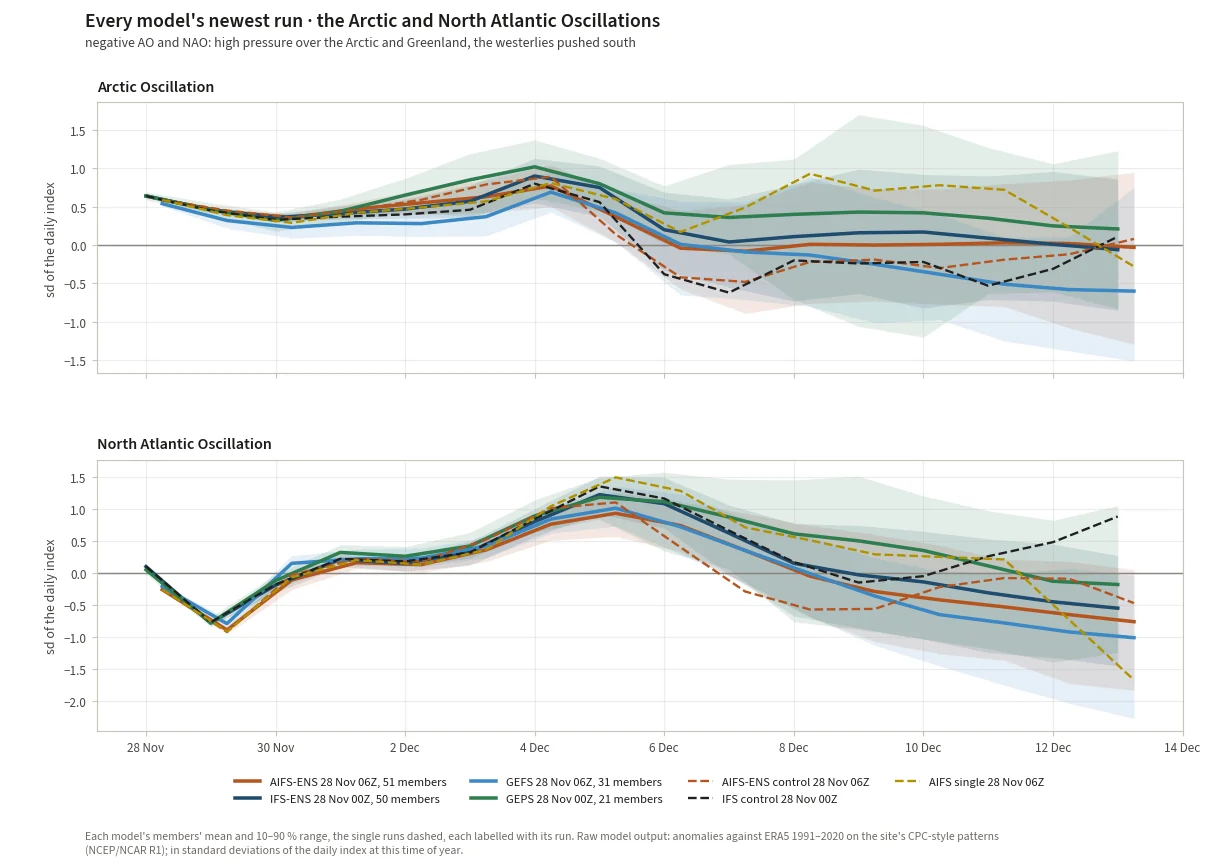 Every model's newest run · the Arctic and North Atlantic Oscillations
negative AO and NAO: high pressure over the Arctic and Greenland, the westerlies pushed south
Arctic Oscillation
sd of the daily index
1.5
1.0
0.5
0.0
−0.5
−1.0
−1.5
North Atlantic Oscillation
sd of the daily index
1.5
1.0
0.5
0.0
−0.5
−1.0
−1.5
−2.0
28 Nov 30 Nov 2 Dec 4 Dec 6 Dec 8 Dec 10 Dec 12 Dec 14 Dec
AIFS-ENS 28 Nov 06Z, 51 members GEFS 28 Nov 06Z, 31 members AIFS-ENS control 28 Nov 06Z AIFS single 28 Nov 06Z
IFS-ENS 28 Nov 00Z, 50 members GEPS 28 Nov 00Z, 21 members IFS control 28 Nov 00Z
Each model's members' mean and 10–90 % range, the single runs dashed, each labelled with its run. Raw model output: anomalies against ERA5 1991–2020 on the site's CPC-style patterns
(NCEP/NCAR R1); in standard deviations of the daily index at this time of year.